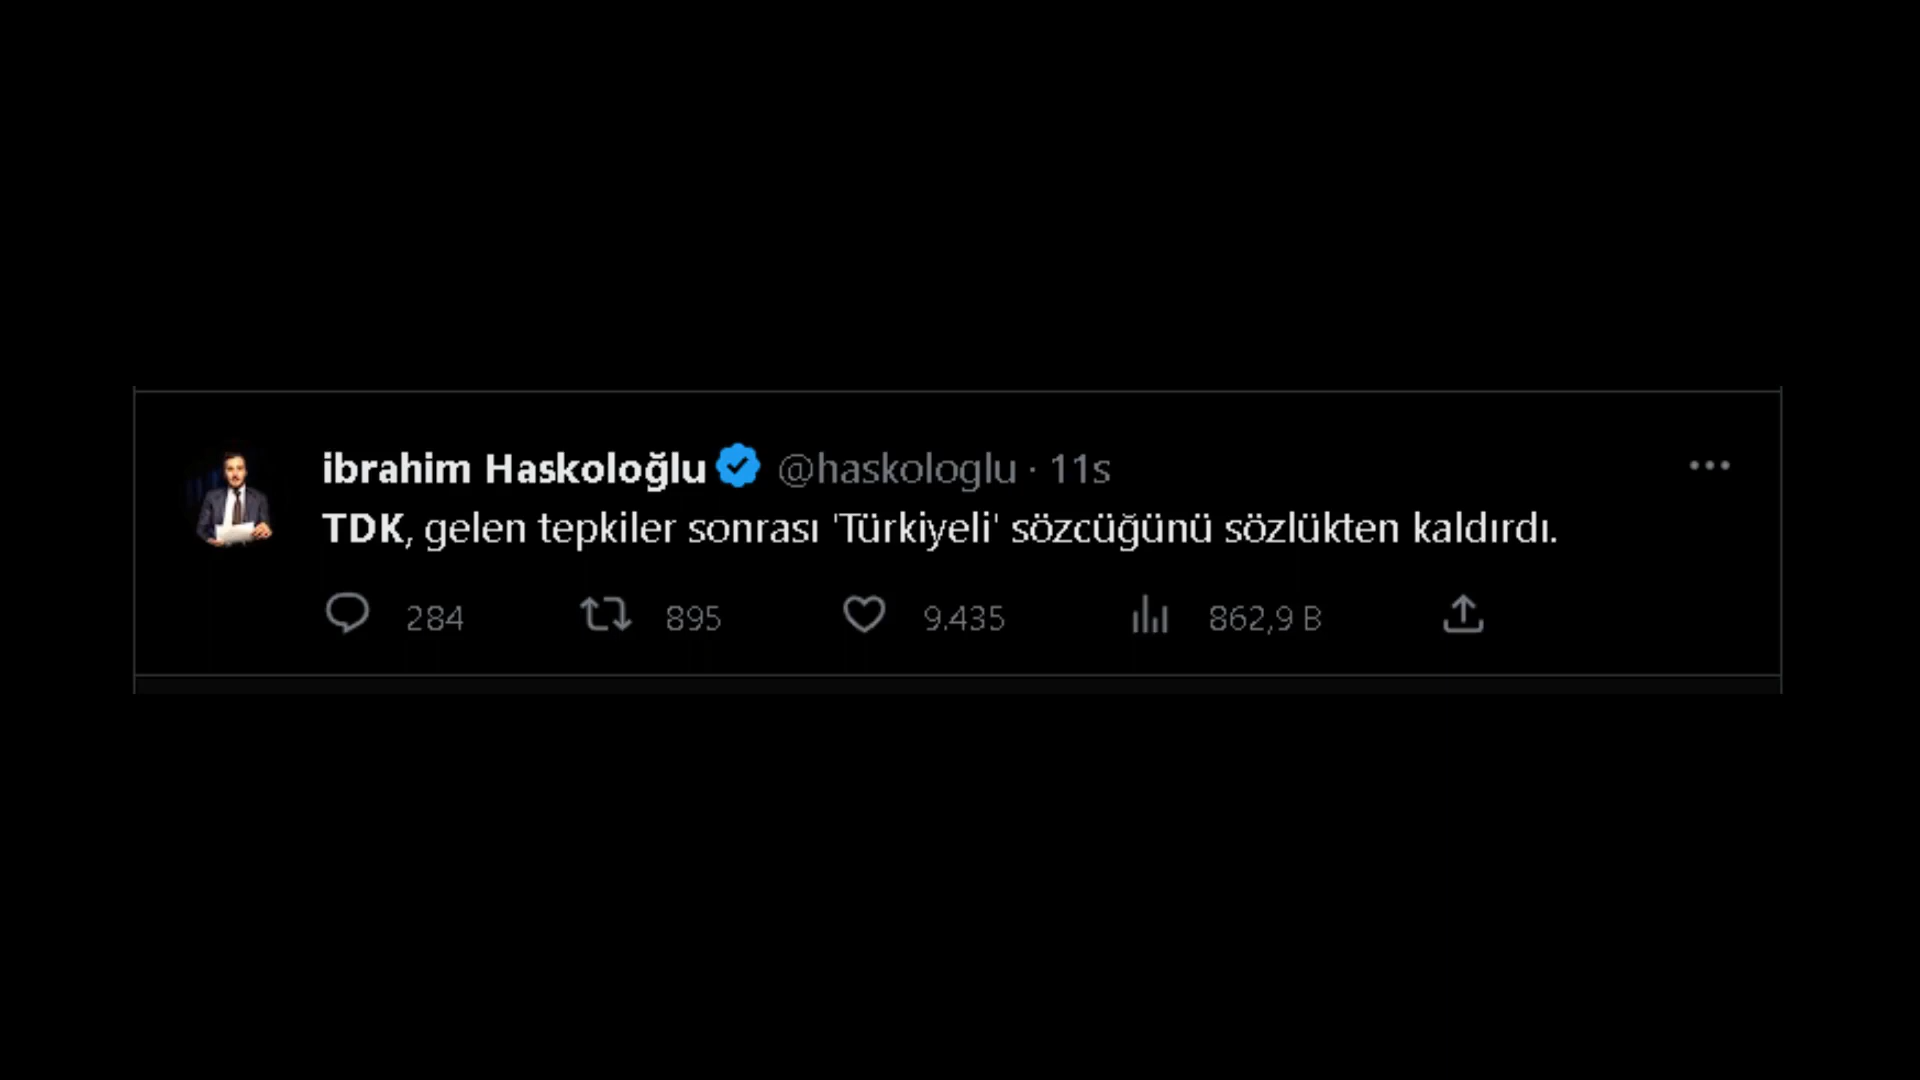 ibrahim Haskoloğlu @haskologlu · 11s
TDK, gelen tepkiler sonrası 'Türkiyeli' sözcüğünü sözlükten kaldırdı.
284 895 9.435 862,9 B